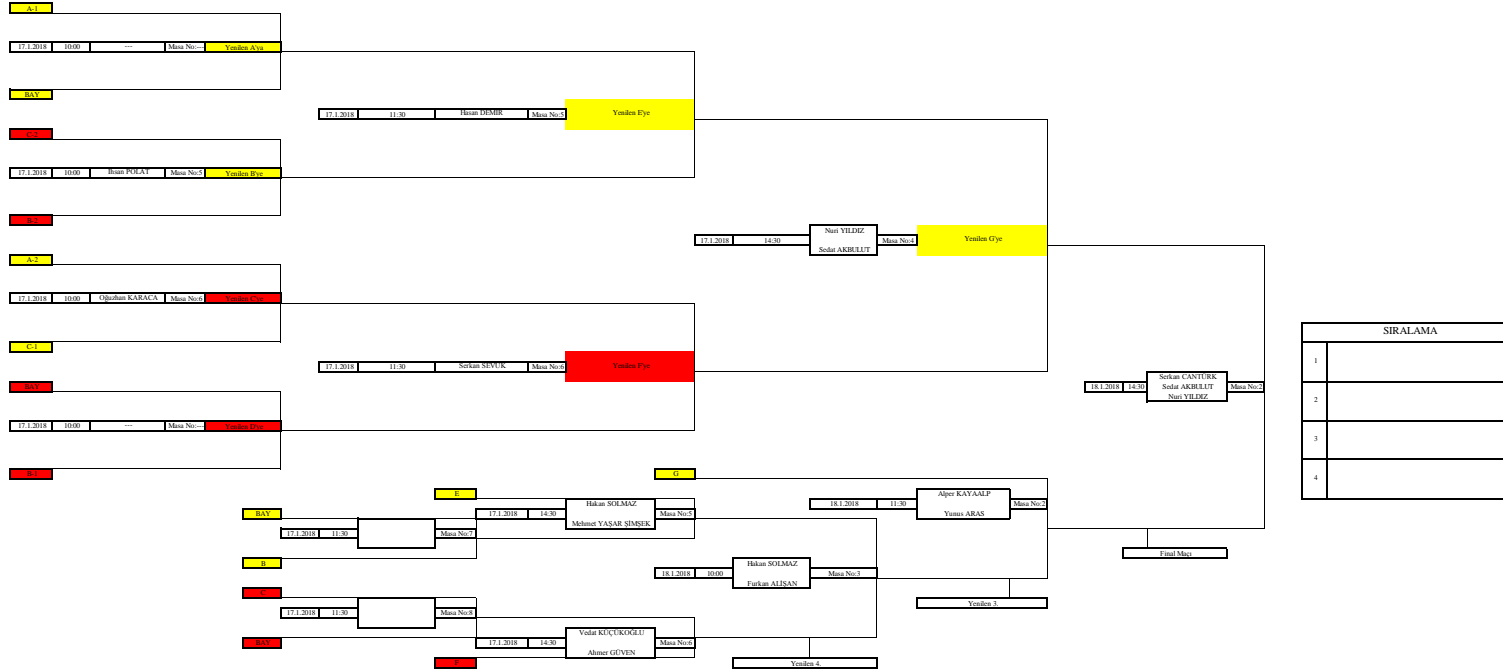 A-1
17.1.2018 10:00 --- Masa No:--- Yenilen A'ya
BAY
17.1.2018 11:30 Hasan DEMİR Masa No:5 Yenilen E'ye
C-2
17.1.2018 10:00 İhsan POLAT Masa No:5 Yenilen B'ye
B-2
Nuri YILDIZ
17.1.2018 14:30 Masa No:4 Yenilen G'ye
Sedat AKBULUT
A-2
17.1.2018 10:00 Oğuzhan KARACA Masa No:6 Yenilen C'ye
C-1
SIRALAMA
1
2
3
4
17.1.2018 11:30 Serkan SEVÜK Masa No:6 Yenilen F'ye
BAY
Serkan CANTÜRK
18.1.2018 14:30 Sedat AKBULUT Masa No:2
Nuri YILDIZ
17.1.2018 10:00 --- Masa No:--- Yenilen D'ye
B-1
G
E
Hakan SOLMAZ
17.1.2018 14:30 Masa No:5
Mehmet YAŞAR ŞİMŞEK
Alper KAYAALP
18.1.2018 11:30 Masa No:2
Yunus ARAS
BAY
17.1.2018 11:30 Masa No:7
B
Final Maçı
Hakan SOLMAZ
18.1.2018 10:00 Masa No:3
Furkan ALİŞAN
C
Yenilen 3.
17.1.2018 11:30 Masa No:8
BAY
Vedat KÜÇÜKOĞLU
17.1.2018 14:30 Masa No:6
Ahmer GÜVEN
F
Yenilen 4.